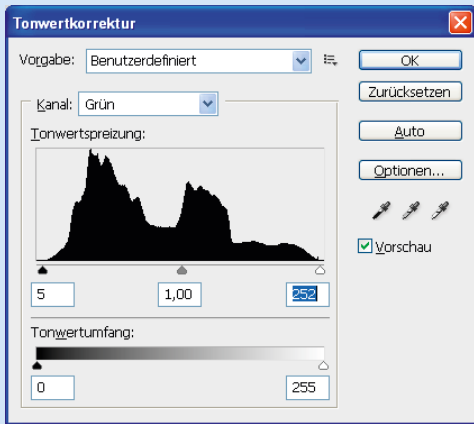 Tonwertkorrektur
Vorgabe: Benutzerdefiniert
OK
Zurücksetzen
Kanal: Grün
Auto
Tonwertspreizung:
Optionen...
Vorschau
5 1,00 252
Tonwertumfang:
0 255